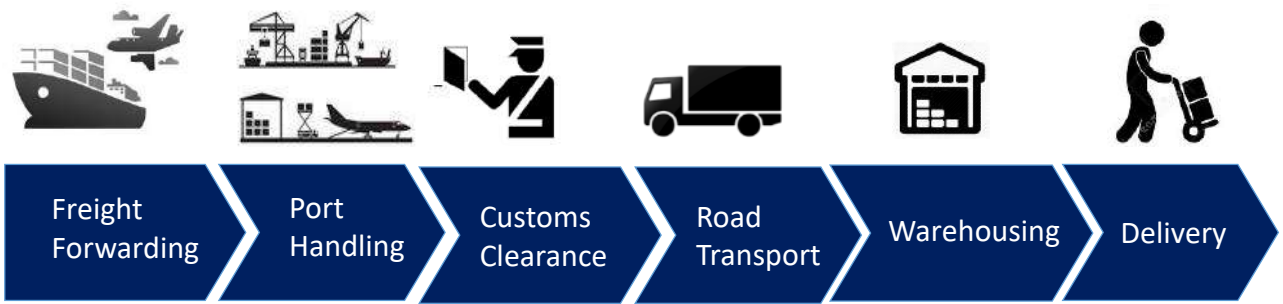 Freight
Forwarding
Port
Handling
Customs
Clearance
Road
Transport
Warehousing
Delivery